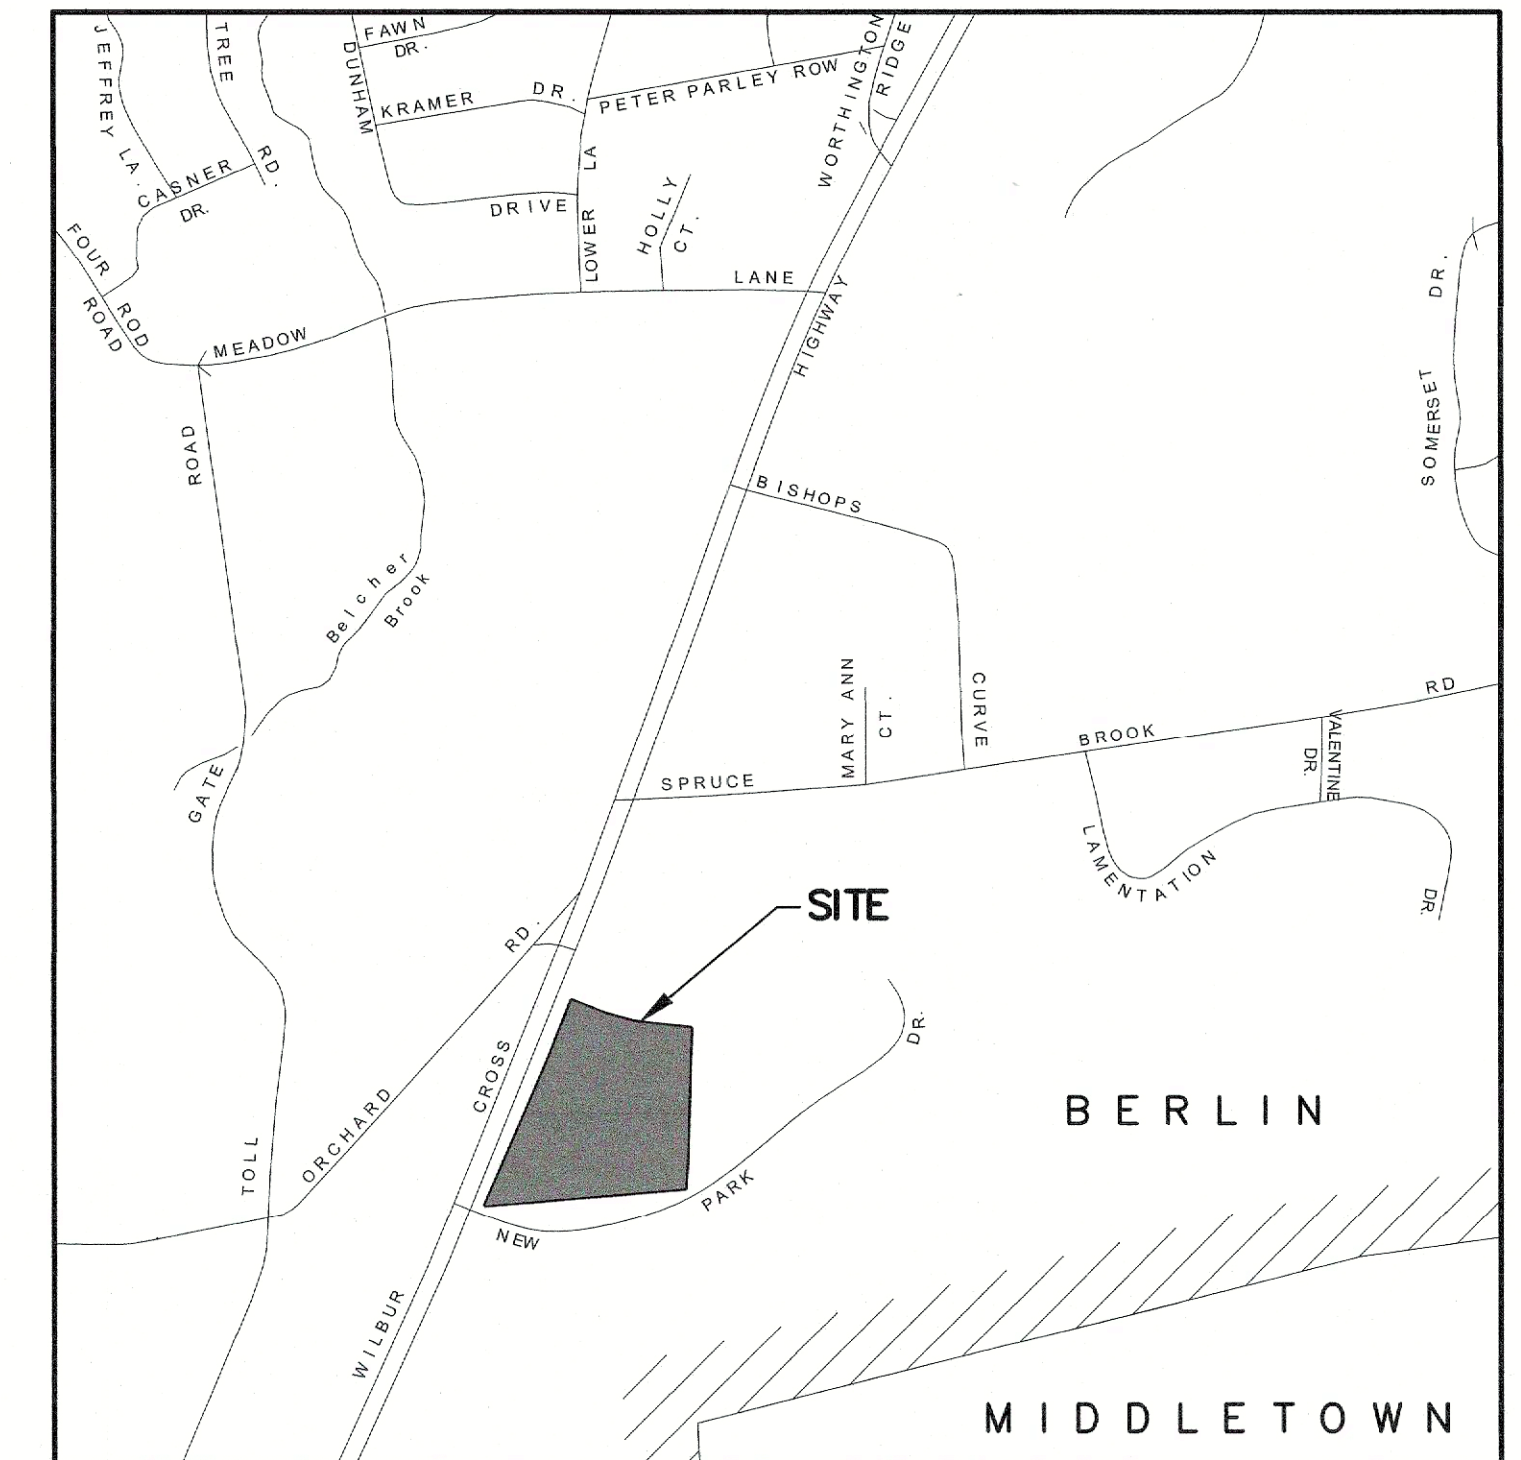 JEFFREY LA.
TREE RD.
FAWN DR.
DUNHAM DRIVE
KRAMER DR.
PETER PARLEY ROW
WORTHINGTON RIDGE
CASNER DR.
LOWER LA
HOLLY CT.
FOUR ROD ROAD
MEADOW LANE
WILBUR CROSS HIGHWAY
SOMERSET DR.
TOLL GATE ROAD
BISHOPS CURVE
Belcher Brook
MARY ANN CT.
SPRUCE BROOK RD
VALENTINE DR.
LAMENTATION DR.
ORCHARD RD.
SITE
NEW PARK DR.
BERLIN
MIDDLETOWN